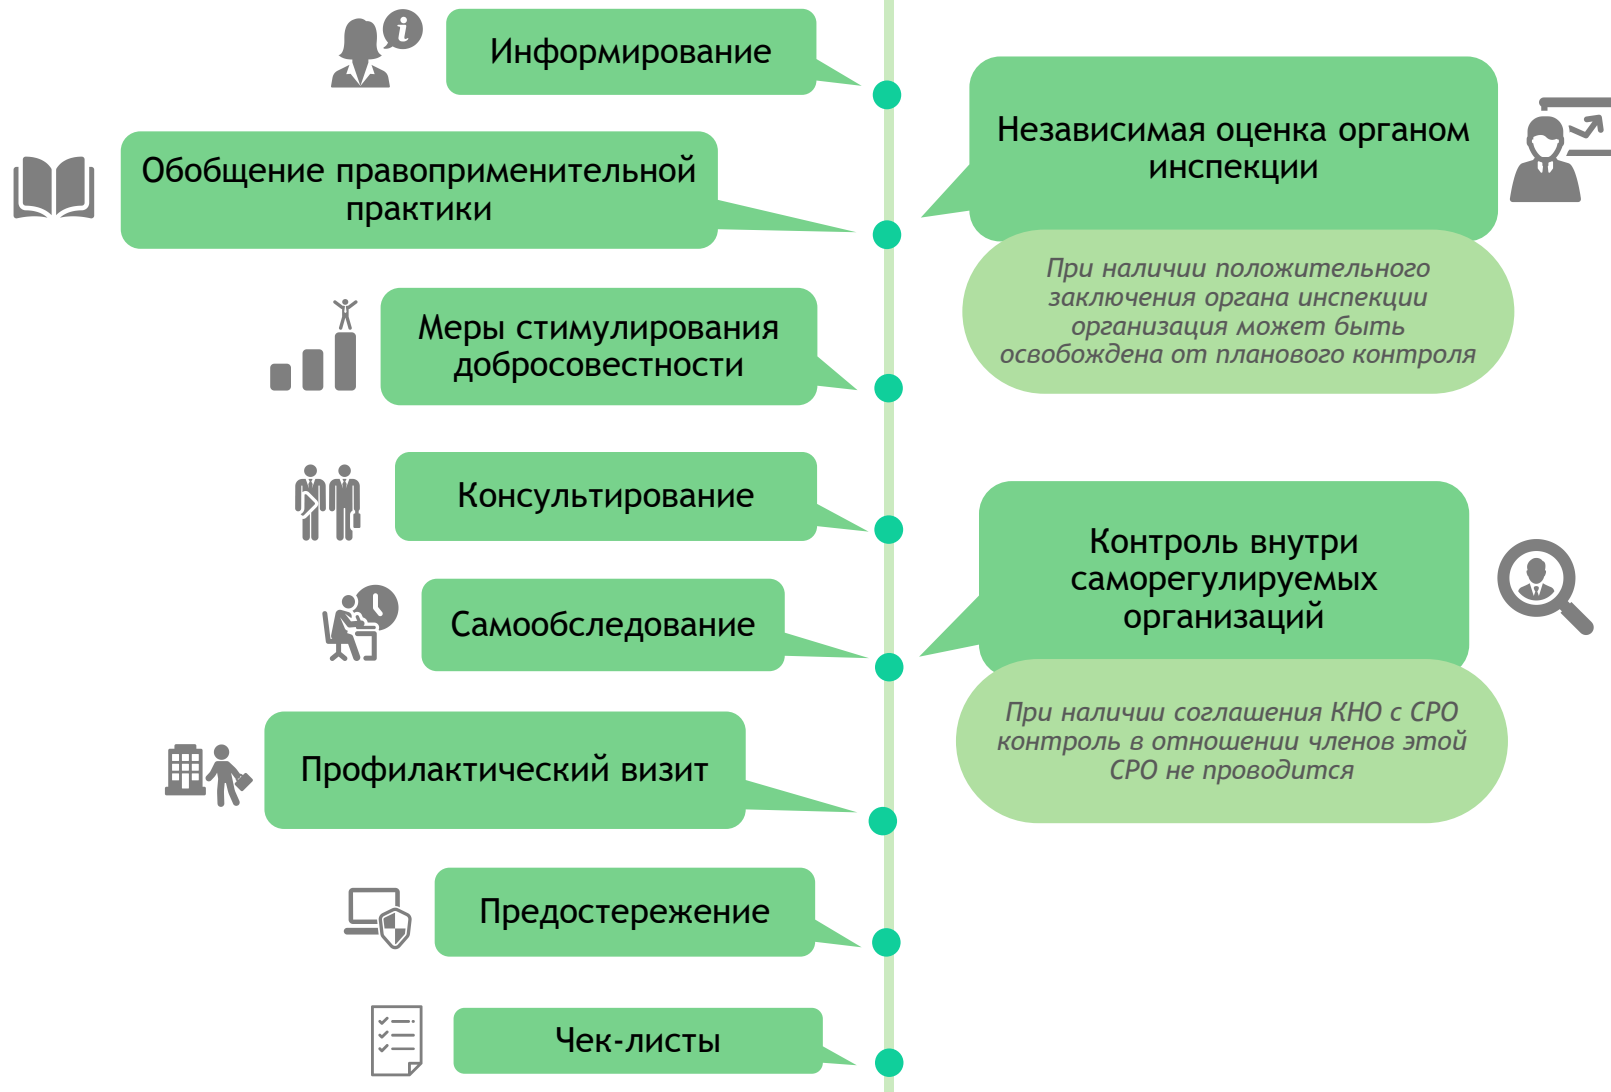 Информирование
Обобщение правоприменительной
практики
Меры стимулирования
добросовестности
Консультирование
Самообследование
Профилактический визит
Предостережение
Чек-листы
Независимая оценка органом
инспекции
При наличии положительного
заключения органа инспекции
организация может быть
освобождена от планового контроля
Контроль внутри
саморегулируемых
организаций
При наличии соглашения КНО с СРО
контроль в отношении членов этой
СРО не проводится